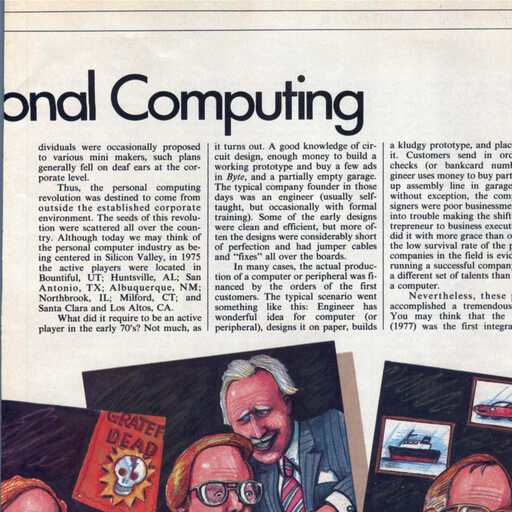 onal Computing
dividuals were occasionally proposed
to various mini makers, such plans
generally fell on deaf ears at the cor-
porate level.
Thus, the personal computing
revolution was destined to come from
outside the established corporate
environment. The seeds of this revolu-
tion were scattered all over the coun-
try. Although today we may think of
the personal computer industry as be-
ing centered in Silicon Valley, in 1975
the active players were located in
Bountiful, UT; Huntsville, AL; San
Antonio, TX; Albuquerque, NM;
Northbrook, IL; Milford, CT; and
Santa Clara and Los Altos, CA.
What did it require to be an active
player in the early 70's? Not much, as
it turns out. A good knowledge of cir-
cuit design, enough money to build a
working prototype and buy a few ads
in Byte, and a partially empty garage.
The typical company founder in those
days was an engineer (usually self-
taught, but occasionally with formal
training). Some of the early designs
were clean and efficient, but more of-
ten the designs were considerably short
of perfection and had jumper cables
and "fixes" all over the boards.
In many cases, the actual produc-
tion of a computer or peripheral was fi-
nanced by the orders of the first
customers. The typical scenario went
something like this: Engineer has
wonderful idea for computer (or
peripheral), designs it on paper, builds
a kludgy prototype, and plac
it. Customers send in orc
checks (or bankcard numb
gineer uses money to buy part
up assembly line in garage
without exception, the com
signers were poor businessme
into trouble making the shift
trepreneur to business execut
did it with more grace than o
the low survival rate of the p
companies in the field is evic
running a successful compan
a different set of talents than
a computer.
Nevertheless, these p
accomplished a tremendous
You may think that the
(1977) was the first integra
GRATEF
DEAD